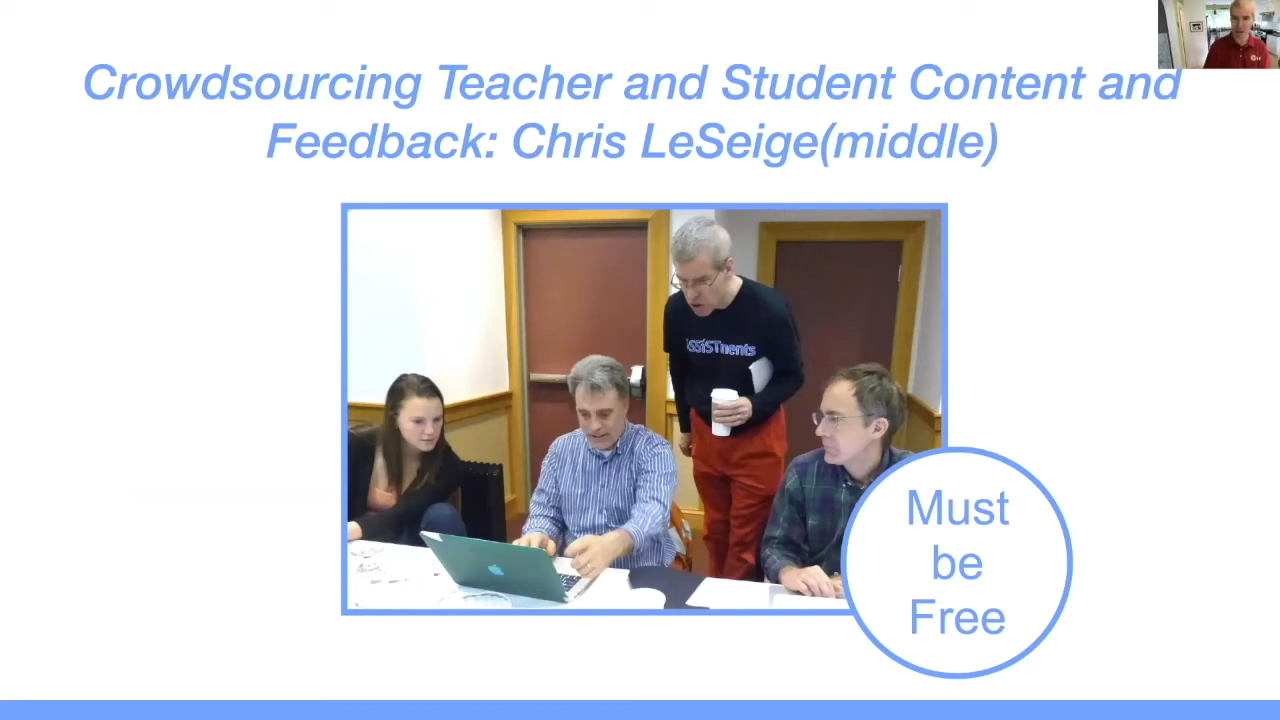 Crowdsourcing Teacher and Student Content and
Feedback: Chris LeSeige(middle)
ASSISTments
Must
be
Free